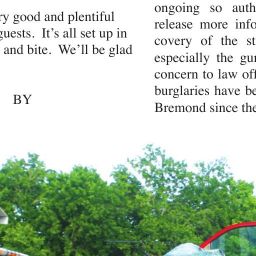 ry good and plentiful
guests. It's all set up in
and bite. We'll be glad
BY
ongoing so auth
release more info
covery of the st
especially the gun
concern to law off
burglaries have be
Bremond since the